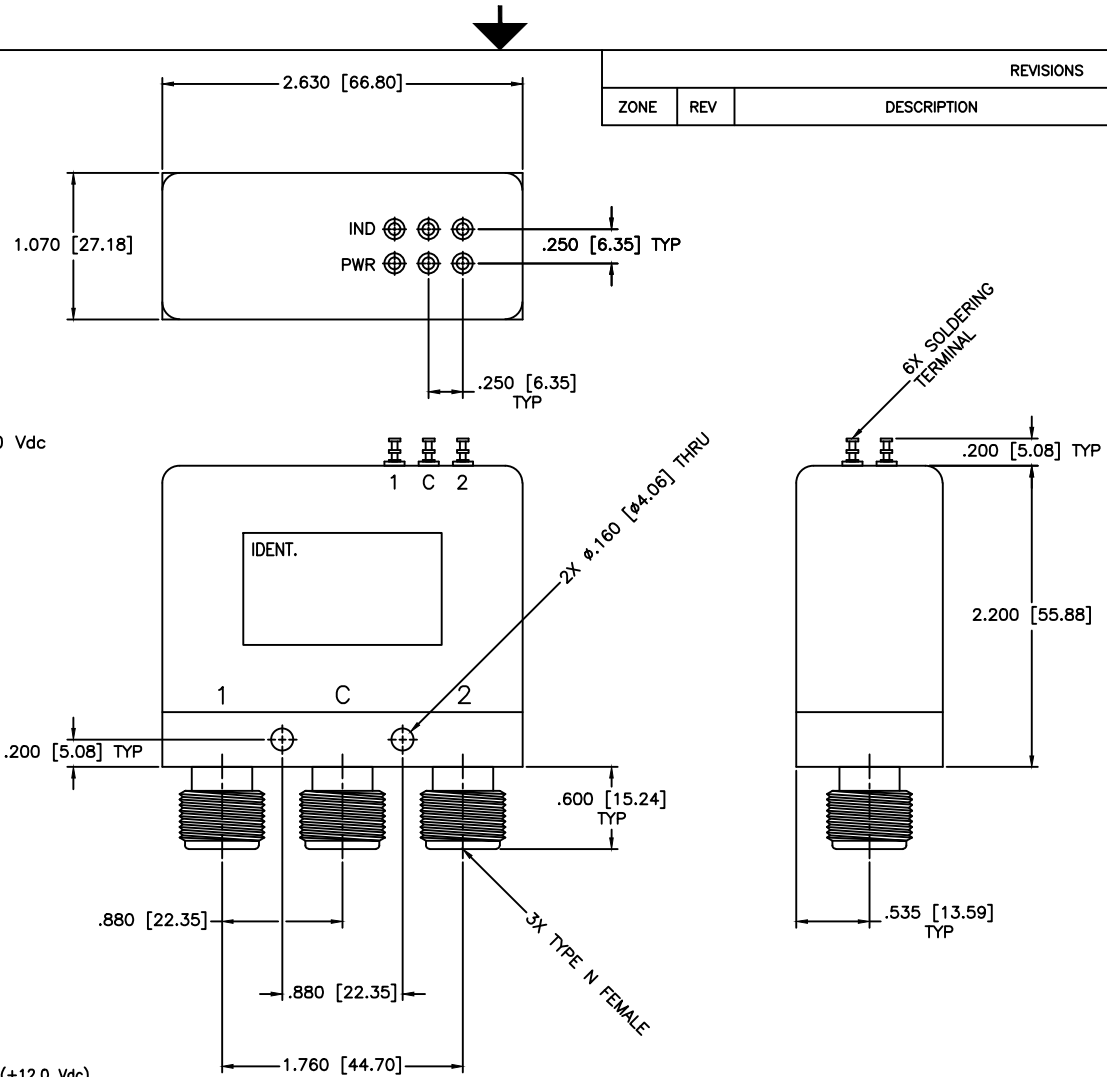 REVISIONS
ZONE REV DESCRIPTION
2.630 [66.80]
1.070 [27.18]
IND
PWR
.250 [6.35] TYP
.250 [6.35]
TYP
6X SOLDERING
TERMINAL
0 Vdc
.200 [5.08] TYP
1 C 2
2X ø.160 [ø4.06] THRU
IDENT.
2.200 [55.88]
1 C 2
.200 [5.08] TYP
.600 [15.24]
TYP
.880 [22.35]
.535 [13.59]
TYP
3X TYPE N FEMALE
.880 [22.35]
1.760 [44.70]
(+12.0 Vdc)